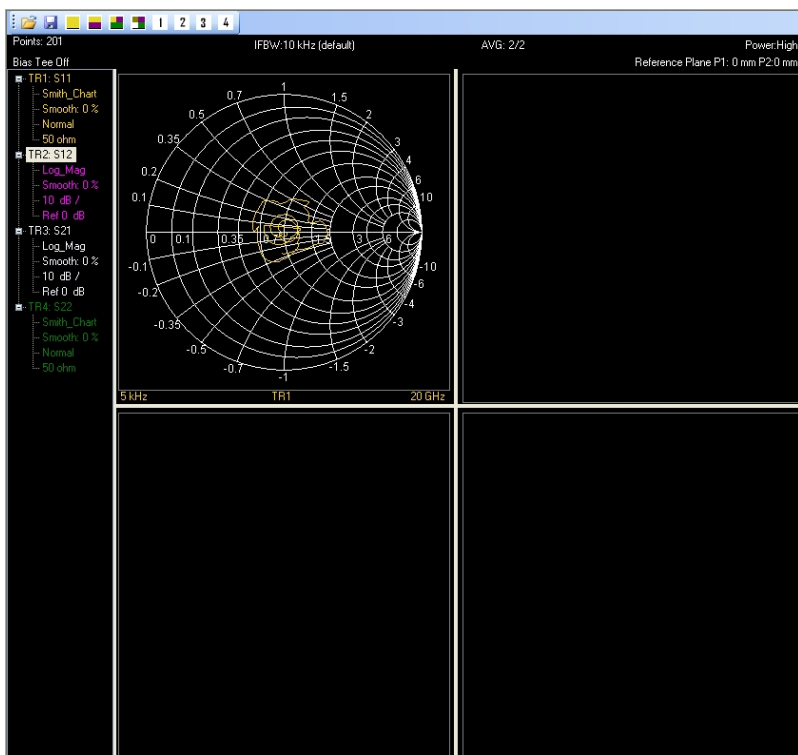 1 2 3 4
Points: 201 IFBW:10 kHz (default) AVG: 2/2 Power:High
Bias Tee Off Reference Plane P1: 0 mm P2:0 mm
TR1: S11
Smith_Chart
Smooth: 0 %
Normal
50 ohm
TR2: S12
Log_Mag
Smooth: 0 %
10 dB /
Ref 0 dB
TR3: S21
Log_Mag
Smooth: 0 %
10 dB /
Ref 0 dB
TR4: S22
Smith_Chart
Smooth: 0 %
Normal
50 ohm
1
0.7 1.5
0.5 2
0.35 3
4
0.2 6
0.1 10
0 0.1 0.35 3 6
-0.1 -10
-0.2 -6
-4
-0.35 -3
-0.5 -2
-0.7 -1.5
-1
5 kHz TR1 20 GHz